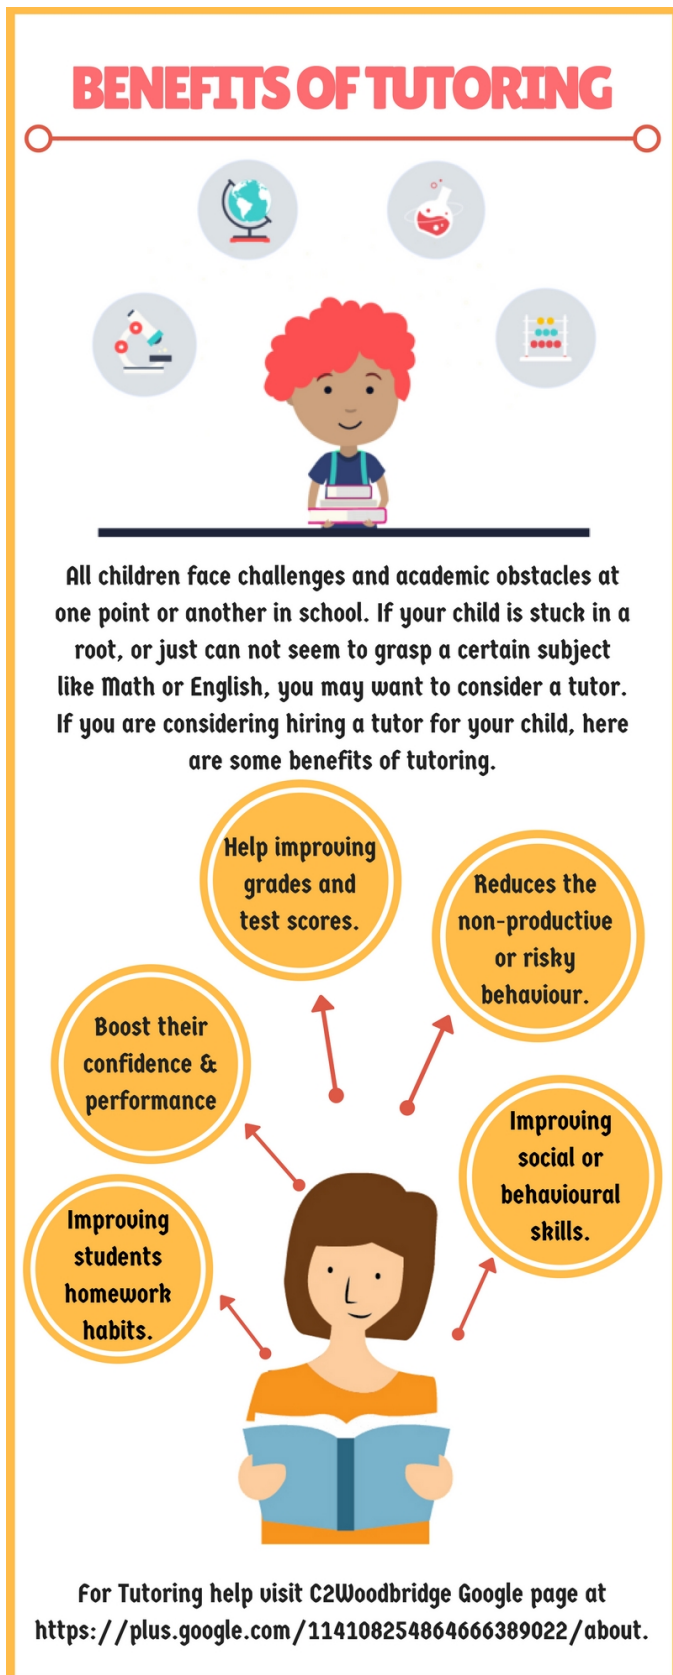 BENEFITS OF TUTORING
All children face challenges and academic obstacles at
one point or another in school. If your child is stuck in a
root, or just can not seem to grasp a certain subject
like Math or English, you may want to consider a tutor.
If you are considering hiring a tutor for your child, here
are some benefits of tutoring.
Help improving
grades and
test scores.
Reduces the
non-productive
or risky
behaviour.
Boost their
confidence &
performance
Improving
social or
behavioural
skills.
Improving
students
homework
habits.
For Tutoring help visit C2Woodbridge Google page at
https://plus.google.com/114108254864666389022/about.